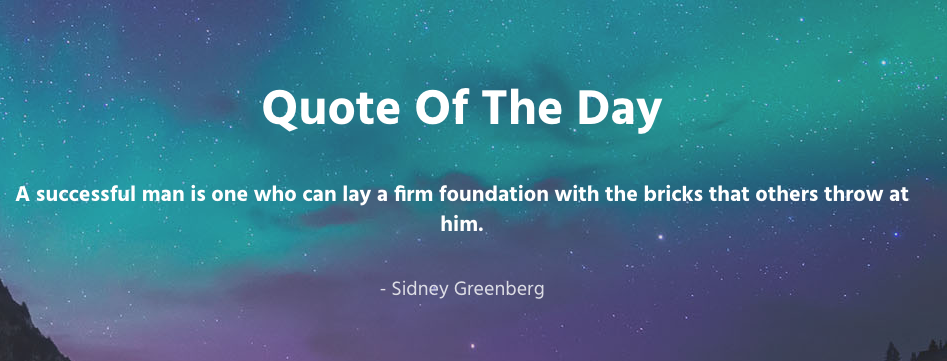 Quote Of The Day
A successful man is one who can lay a firm foundation with the bricks that others throw at
him.
- Sidney Greenberg